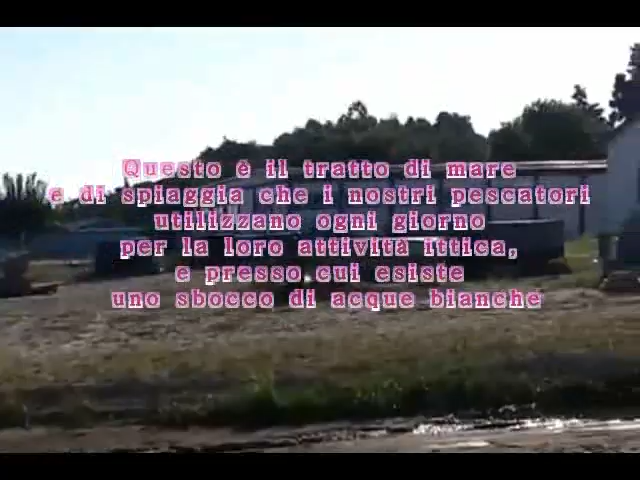 Questo è il tratto di mare
e di spiaggia che i nostri pescatori
utilizzano ogni giorno
per la loro attività ittica,
e presso cui esiste
uno sbocco di acque bianche